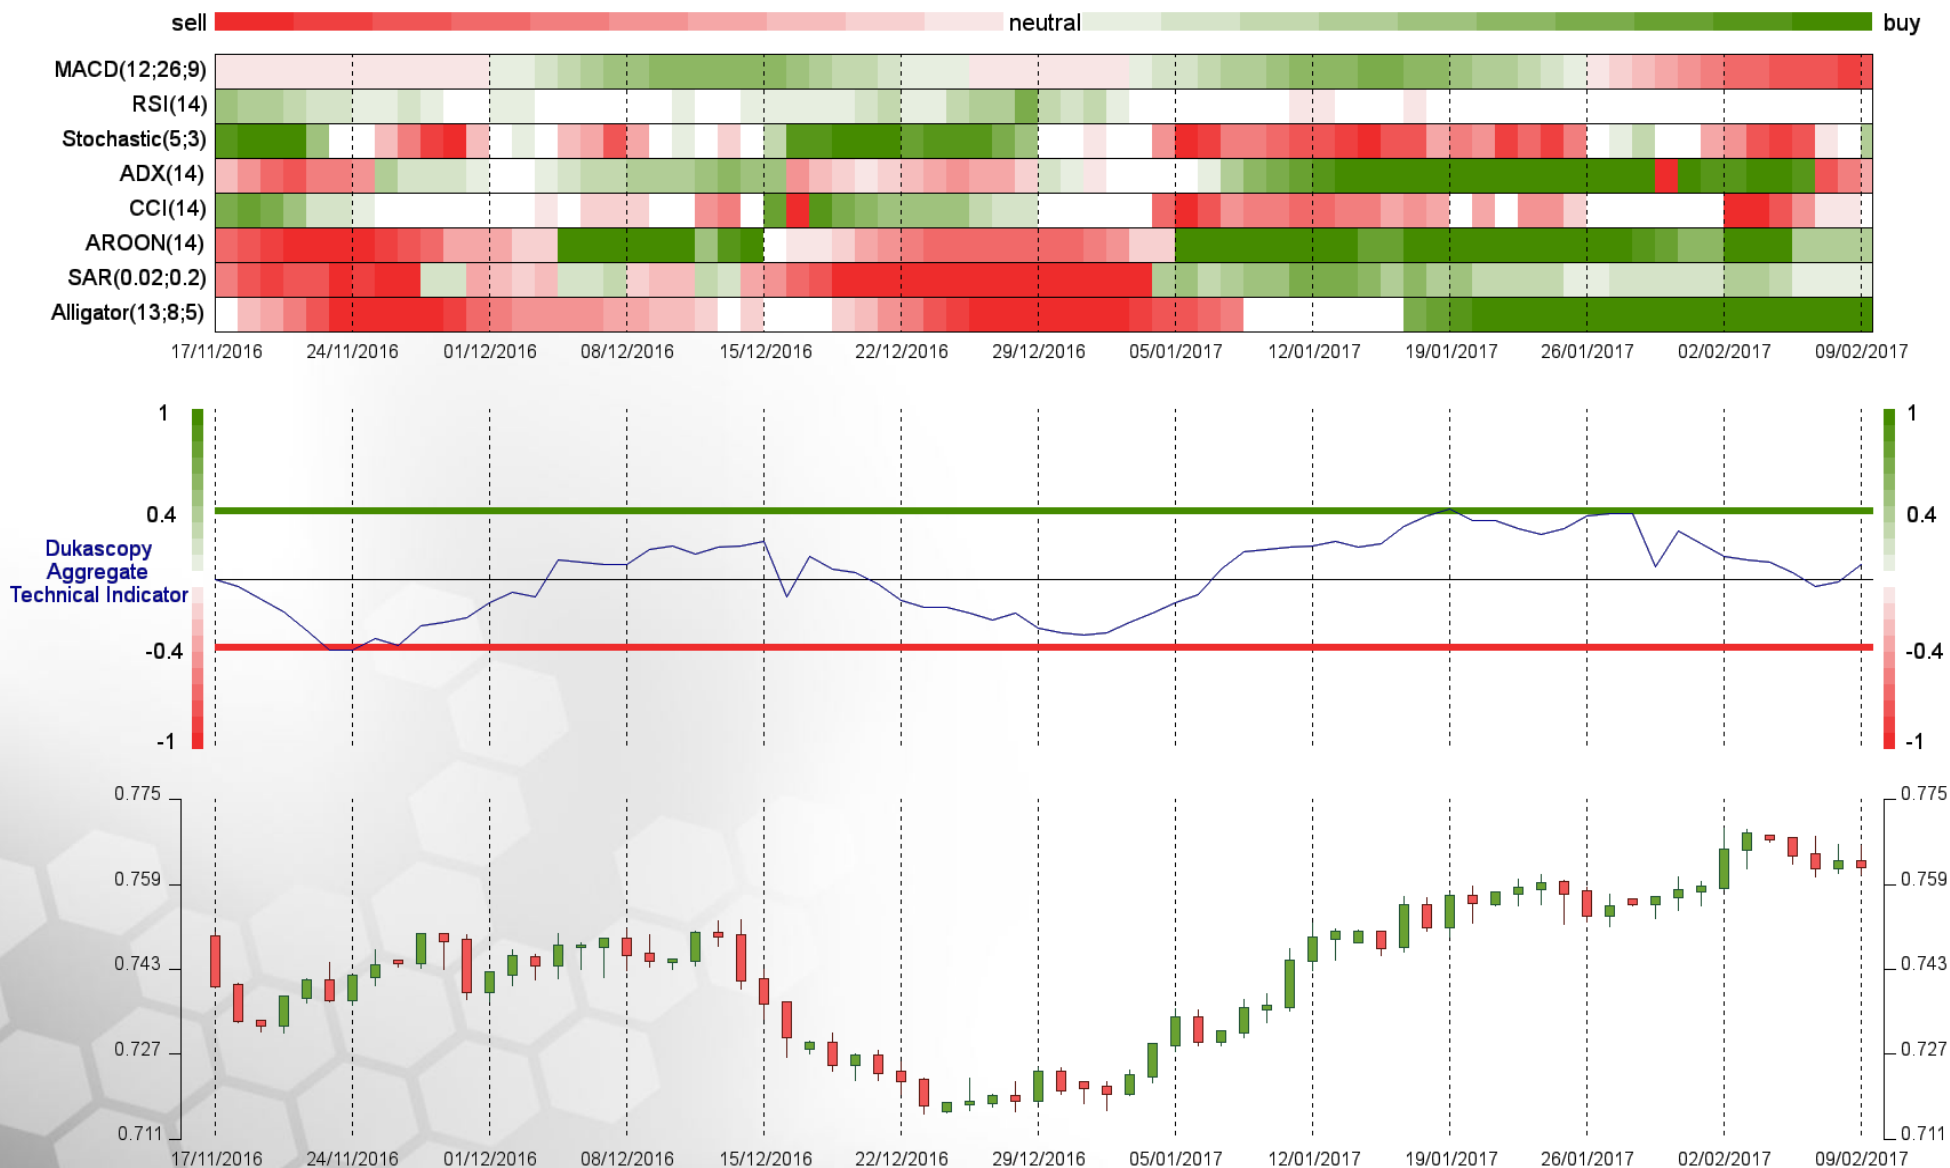 sell neutral buy
MACD(12;26;9)
RSI(14)
Stochastic(5;3)
ADX(14)
CCI(14)
AROON(14)
SAR(0.02;0.2)
Alligator(13;8;5)
17/11/2016 24/11/2016 01/12/2016 08/12/2016 15/12/2016 22/12/2016 29/12/2016 05/01/2017 12/01/2017 19/01/2017 26/01/2017 02/02/2017 09/02/2017
1 1
0.4 0.4
Dukascopy
Aggregate
Technical Indicator
-0.4 -0.4
-1 -1
0.775 0.775
0.759 0.759
0.743 0.743
0.727 0.727
0.711 0.711
17/11/2016 24/11/2016 01/12/2016 08/12/2016 15/12/2016 22/12/2016 29/12/2016 05/01/2017 12/01/2017 19/01/2017 26/01/2017 02/02/2017 09/02/2017